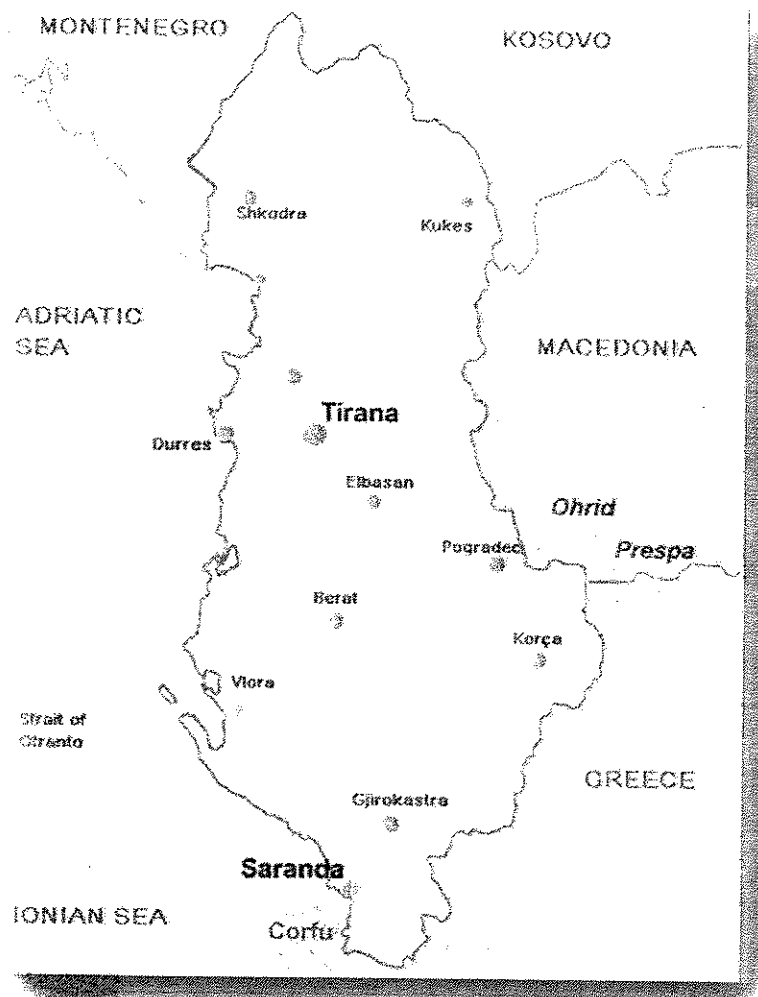 MONTENEGRO
KOSOVO
Shkodra
Kukes
ADRIATIC
SEA
MACEDONIA
Tirana
Durres
Elbasan
Ohrid
Pogradec
Prespa
Berat
Korça
Vlora
Strait of
Otranto
GREECE
Gjirokastra
Saranda
IONIAN SEA
Corfu